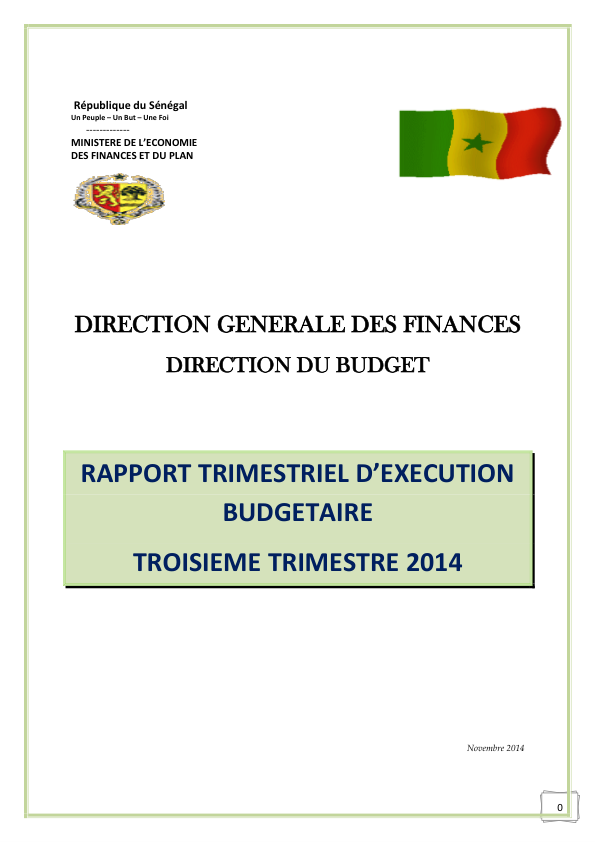 République du Sénégal
Un Peuple – Un But – Une Foi
-------------
MINISTERE DE L’ECONOMIE
DES FINANCES ET DU PLAN
DIRECTION GENERALE DES FINANCES
DIRECTION DU BUDGET
RAPPORT TRIMESTRIEL D’EXECUTION
BUDGETAIRE
TROISIEME TRIMESTRE 2014
Novembre 2014
0